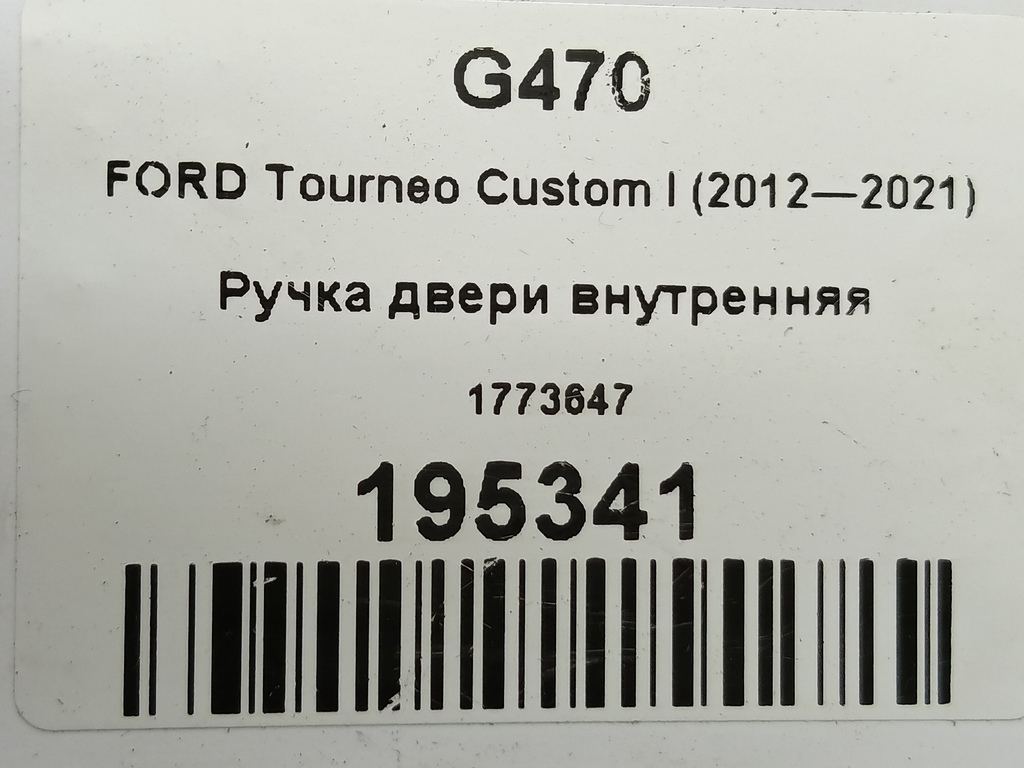 G470
FORD Tourneo Custom I (2012—2021)
Ручка двери внутренняя
1773647
195341